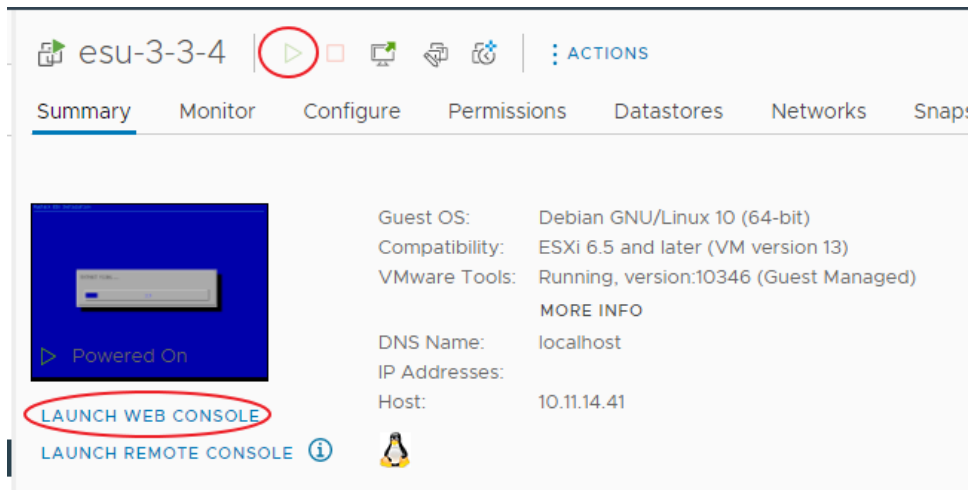 esu-3-3-4 ACTIONS
Summary Monitor Configure Permissions Datastores Networks Snaps
Guest OS: Debian GNU/Linux 10 (64-bit)
Compatibility: ESXi 6.5 and later (VM version 13)
VMware Tools: Running, version:10346 (Guest Managed)
MORE INFO
DNS Name: localhost
IP Addresses:
Host: 10.11.14.41
Powered On
LAUNCH WEB CONSOLE
LAUNCH REMOTE CONSOLE